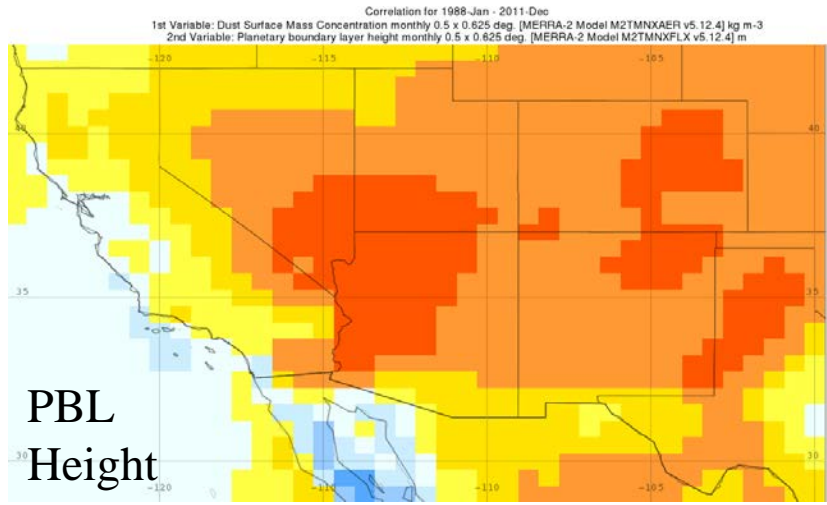 Correlation for 1988-Jan - 2011-Dec
1st Variable: Dust Surface Mass Concentration monthly 0.5 x 0.625 deg. [MERRA-2 Model M2TMNXAER v5.12.4] kg m-3
2nd Variable: Planetary boundary layer height monthly 0.5 x 0.625 deg. [MERRA-2 Model M2TMNXFLX v5.12.4] m
-120 -115 -110 -105
40 40
35 35
PBL
Height
30 30
-120 -115 -110 -105